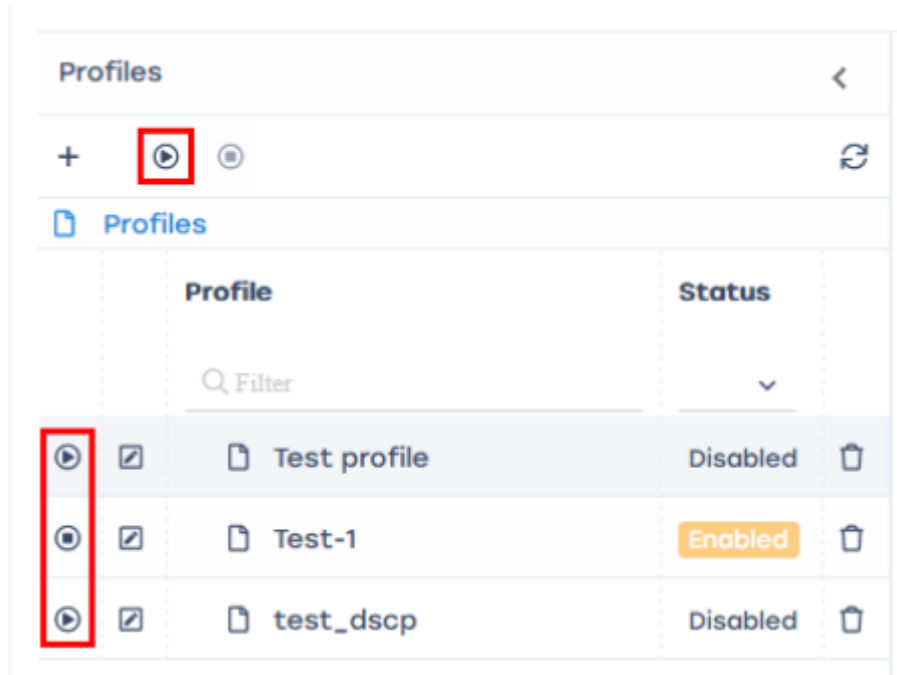 Profiles
Profiles
Profile Status
Filter
Test profile Disabled
Test-1 Enabled
test_dscp Disabled